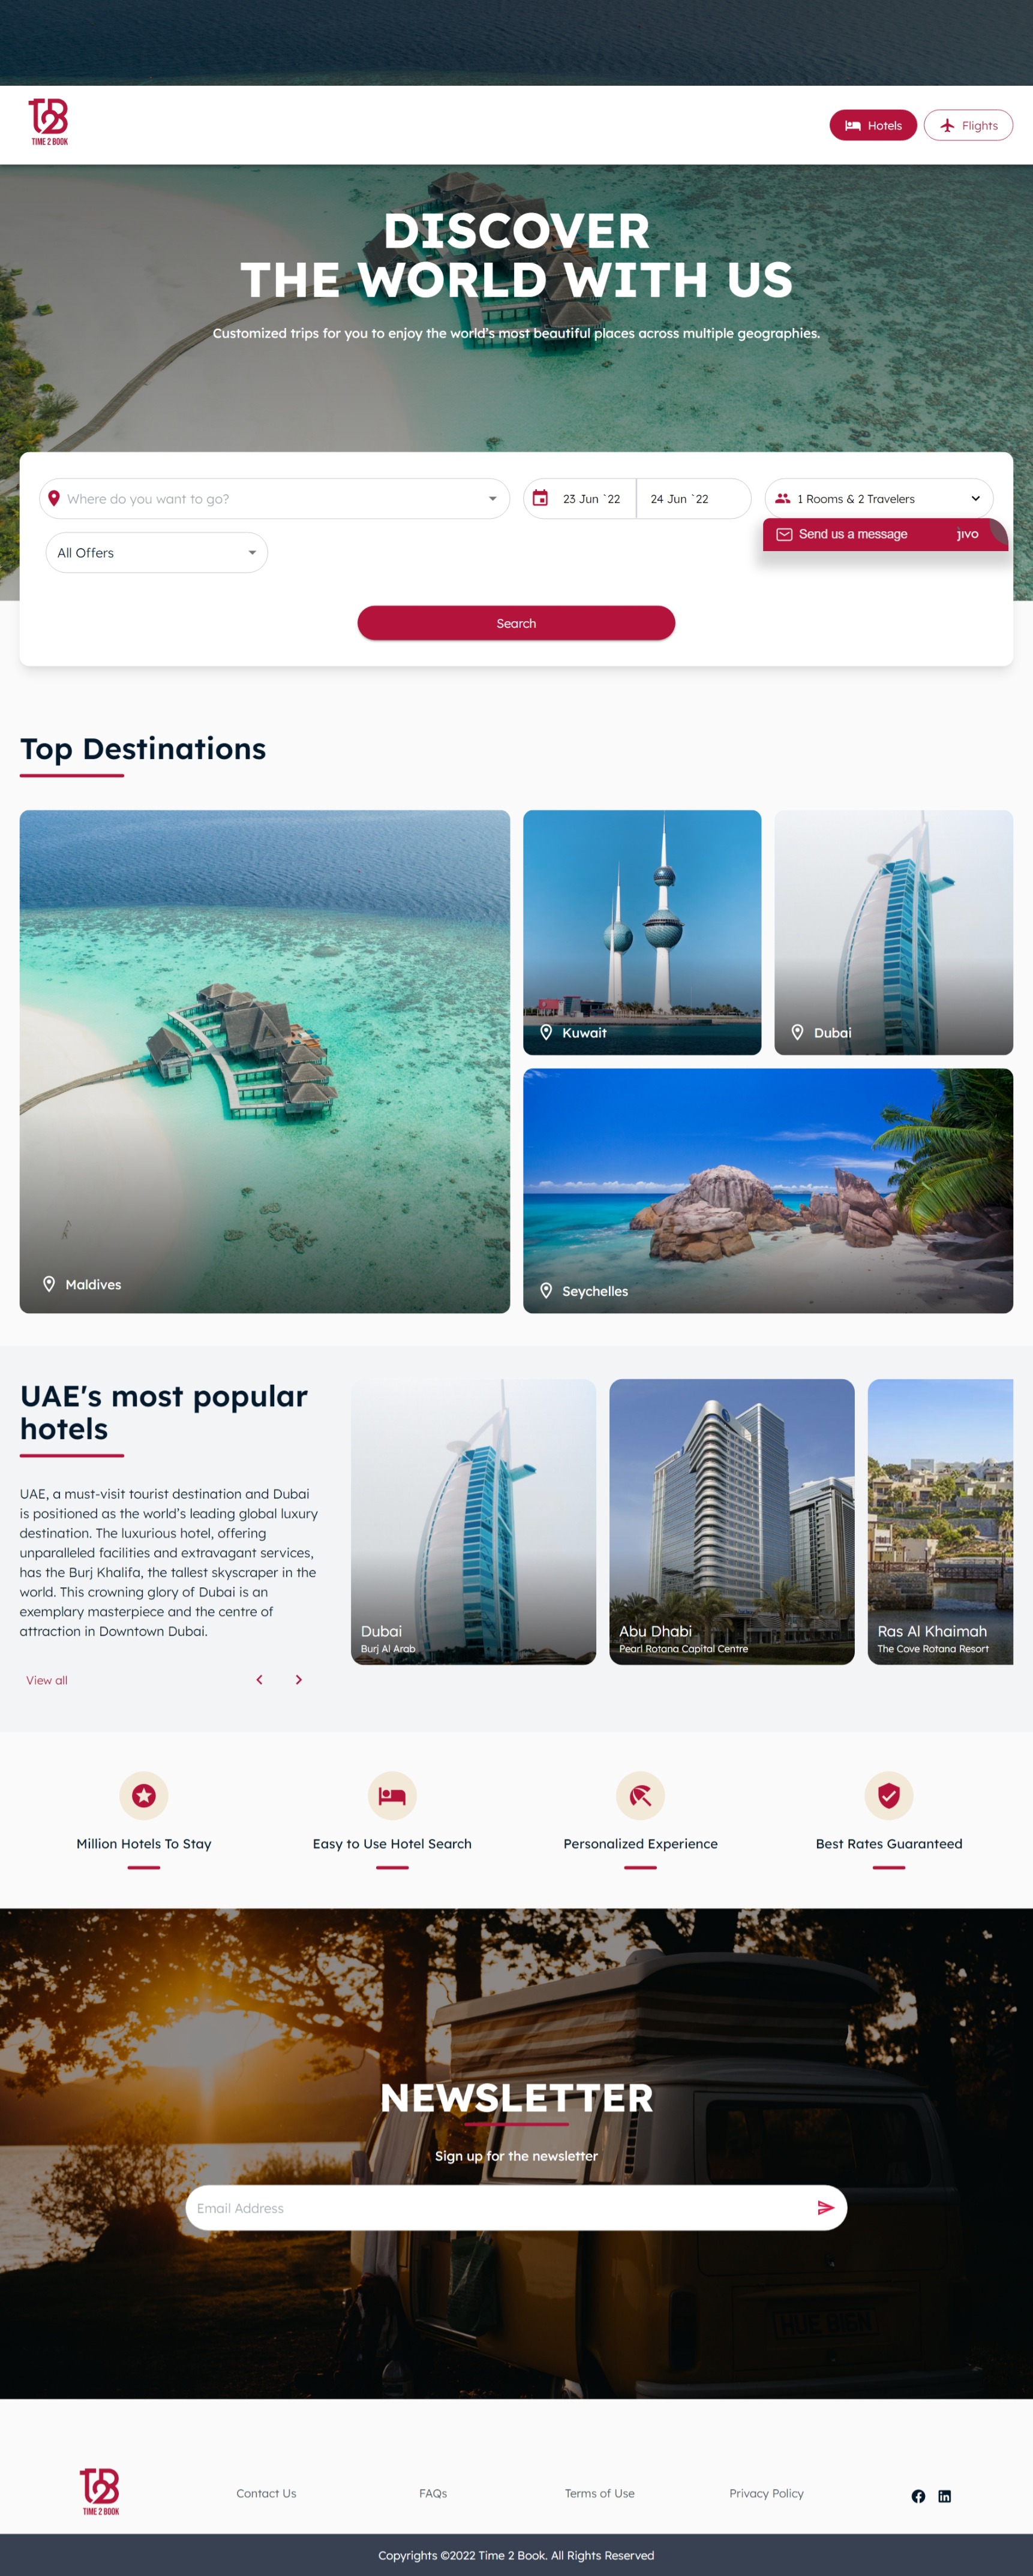 T2B
TIME 2 BOOK
Hotels
Flights
DISCOVER
THE WORLD WITH US
Customized trips for you to enjoy the world's most beautiful places across multiple geographies.
Where do you want to go?
23 Jun `22
24 Jun `22
1 Rooms & 2 Travelers
All Offers
Send us a message
jivo
Search
Top Destinations
Kuwait
Dubai
Maldives
Seychelles
UAE's most popular
hotels
UAE, a must-visit tourist destination and Dubai
is positioned as the world’s leading global luxury
destination. The luxurious hotel, offering
unparalleled facilities and extravagant services,
has the Burj Khalifa, the tallest skyscraper in the
world. This crowning glory of Dubai is an
exemplary masterpiece and the centre of
attraction in Downtown Dubai.
View all
Dubai
Burj Al Arab
Abu Dhabi
Pearl Rotana Capital Centre
Ras Al Khaimah
The Cove Rotana Resort
Million Hotels To Stay
Easy to Use Hotel Search
Personalized Experience
Best Rates Guaranteed
NEWSLETTER
Sign up for the newsletter
Email Address
HUE BIGN
T2B
TIME 2 BOOK
Contact Us
FAQs
Terms of Use
Privacy Policy
Copyrights ©2022 Time 2 Book. All Rights Reserved